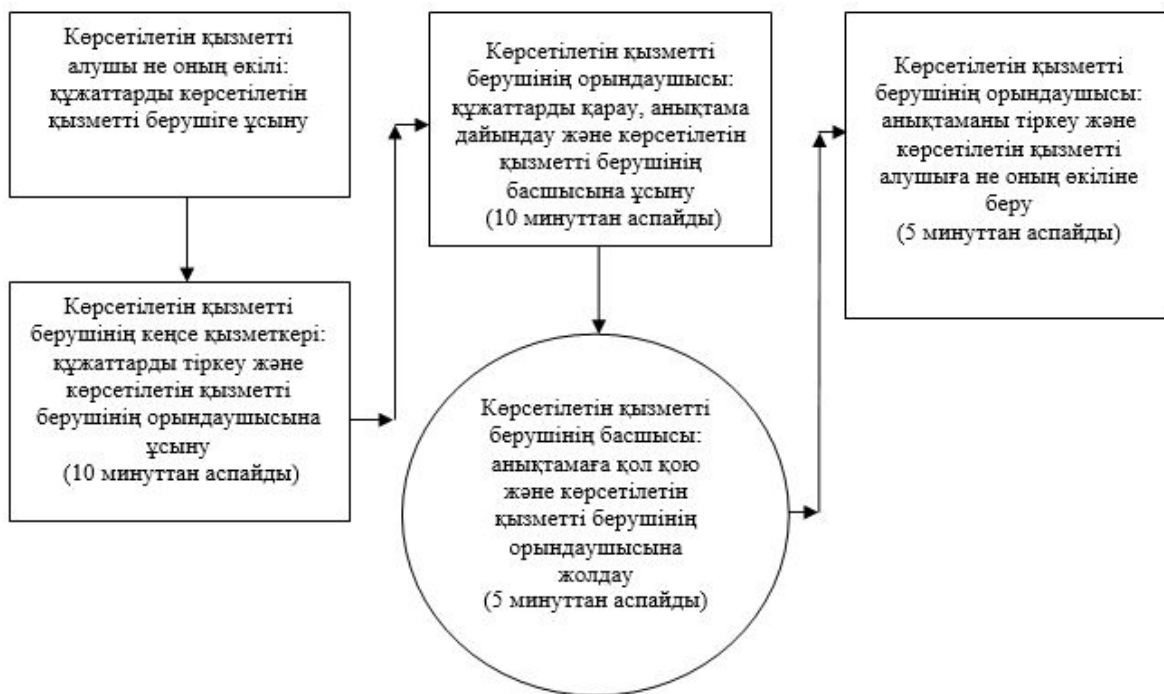 Көрсетілетін қызметті
алушы не оның өкілі:
құжаттарды көрсетілетін
қызметті берушіге ұсыну
Көрсетілетін қызметті
берушінің кеңсе қызметкері:
құжаттарды тіркеу және
көрсетілетін қызметті
берушінің орындаушысына
ұсыну
(10 минуттан аспайды)
Көрсетілетін қызметті
берушінің орындаушысы:
құжаттарды қарау, анықтама
дайындау және көрсетілетін
қызметті берушінің
басшысына ұсыну
(10 минуттан аспайды)
Көрсетілетін қызметті
берушінің басшысы:
анықтамаға қол қою
және көрсетілетін
қызметті берушінің
орындаушысына
жолдау
(5 минуттан аспайды)
Көрсетілетін қызметті
берушінің орындаушысы:
анықтаманы тіркеу және
көрсетілетін қызметті
алушыға не оның өкіліне
беру
(5 минуттан аспайды)